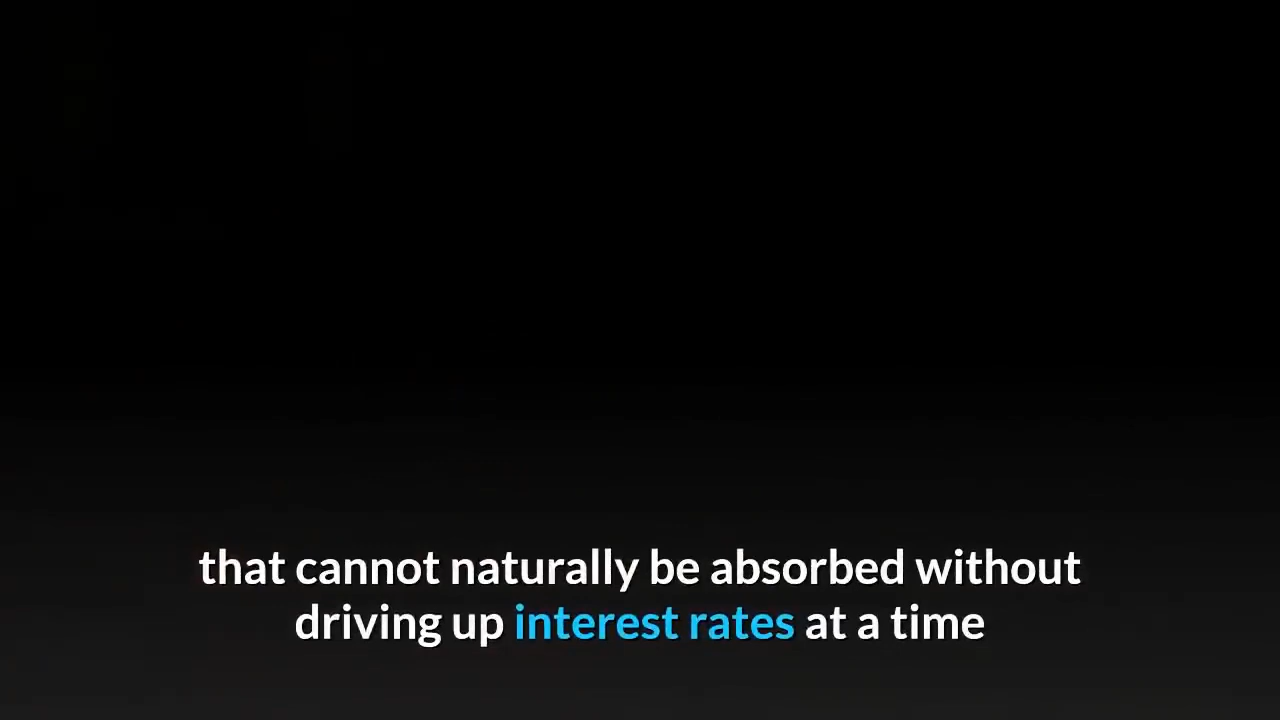 that cannot naturally be absorbed without
driving up interest rates at a time